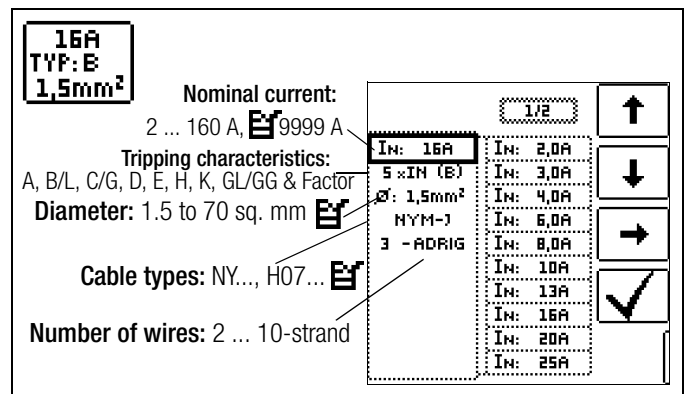 16A
TYP: B
1,5mm²
Nominal current:
2 ... 160 A, 9999 A
Tripping characteristics:
A, B/L, C/G, D, E, H, K, GL/GG & Factor
Diameter: 1.5 to 70 sq. mm
Cable types: NY..., H07...
Number of wires: 2 ... 10-strand
1/2
IN: 16A
5 xIN (B)
Ø: 1,5mm²
NYM-J
3 -ADRIG
IN: 2,0A
IN: 3,0A
IN: 4,0A
IN: 6,0A
IN: 8,0A
IN: 10A
IN: 13A
IN: 16A
IN: 20A
IN: 25A